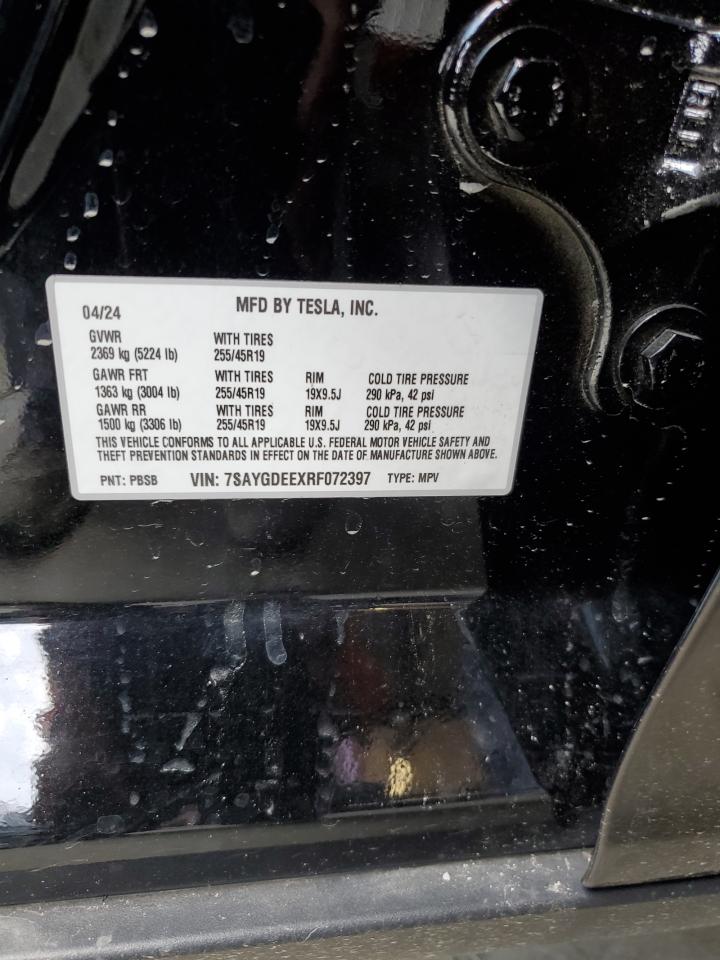 04/24 MFD BY TESLA, INC.
GVWR WITH TIRES
2369 kg (5224 lb) 255/45R19
GAWR FRT WITH TIRES RIM COLD TIRE PRESSURE
1363 kg (3004 lb) 255/45R19 19X9.5J 290 kPa, 42 psi
GAWR RR WITH TIRES RIM COLD TIRE PRESSURE
1500 kg (3306 lb) 255/45R19 19X9.5J 290 kPa, 42 psi
THIS VEHICLE CONFORMS TO ALL APPLICABLE U.S. FEDERAL MOTOR VEHICLE SAFETY AND
THEFT PREVENTION STANDARDS IN EFFECT ON THE DATE OF MANUFACTURE SHOWN ABOVE.
PNT: PBSB VIN: 7SAYGDEEXRF072397 TYPE: MPV